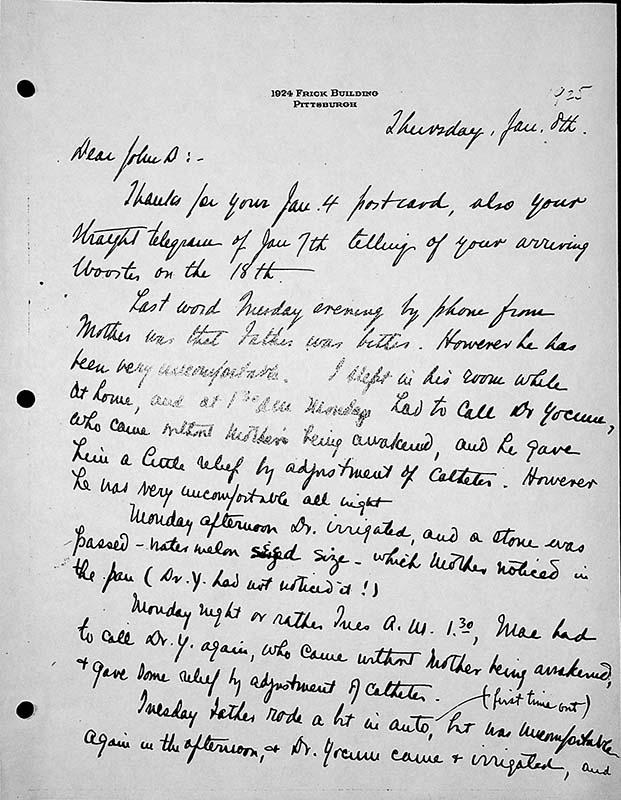 1924 FRICK BUILDING
PITTSBURGH
1925
Thursday, Jan. 8th.
Dear John D:-
Thanks for your Jan. 4 postcard, also your
straight telegram of Jan 7th telling of your arriving
Wooster on the 18th.
Last word Tuesday evening by phone from
Mother was that Father was better. However he has
been very uncomfortable. I slept in his room while
at home, and at 1 30 am Monday had to call Dr Yocum,
who came without Mother's being awakened, and he gave
him a little relief by adjustment of catheter. However
he was very uncomfortable all night
Monday afternoon Dr. irrigated, and a stone was
passed - water melon seed size - which Mother noticed in
the pan (Dr. Y. had not noticed it!)
Monday night or rather Tues A.M. 1.30, Mae had
to call Dr. Y. again, who came without Mother being awakened,
+ gave some relief by adjustment of catheter.
(first time out)
Tuesday Father rode a bit in auto, but was uncomfortable
again in the afternoon, + Dr. Yocum came + irrigated, and